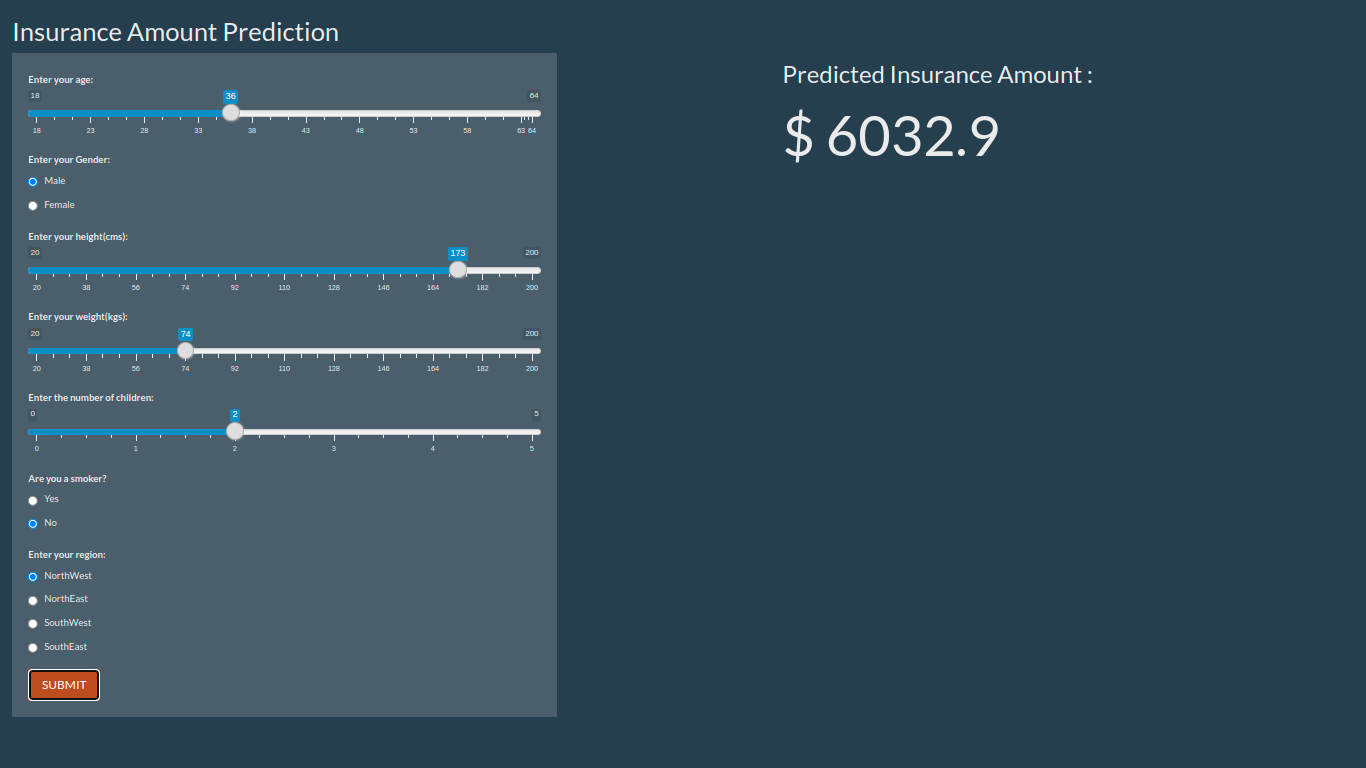 Insurance Amount Prediction
Enter your age:
18 36 64
18 23 28 33 38 43 48 53 58 63 64
Enter your Gender:
Male
Female
Enter your height(cms):
20 173 200
20 38 56 74 92 110 128 146 164 182 200
Enter your weight(kgs):
20 74 200
20 38 56 74 92 110 128 146 164 182 200
Enter the number of children:
0 2 5
0 1 2 3 4 5
Are you a smoker?
Yes
No
Enter your region:
NorthWest
NorthEast
SouthWest
SouthEast
SUBMIT
Predicted Insurance Amount :
$ 6032.9